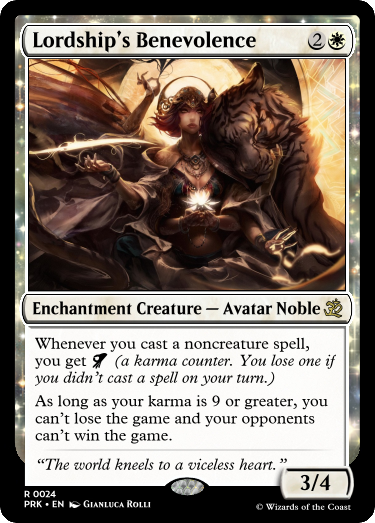 Lordship's Benevolence 2
Enchantment Creature — Avatar Noble
Whenever you cast a noncreature spell,
you get (a karma counter. You lose one if
you didn't cast a spell on your turn.)
As long as your karma is 9 or greater, you
can't lose the game and your opponents
can't win the game.
"The world kneels to a viceless heart."
3/4
R 0024
PRK • EN Gianluca Rolli
© Wizards of the Coast